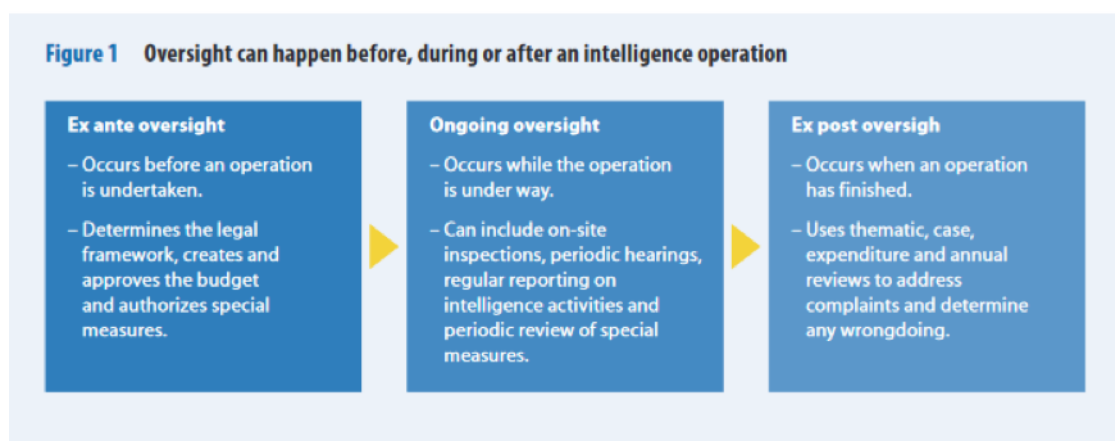 Figure 1 Oversight can happen before, during or after an intelligence operation
Ex ante oversight
– Occurs before an operation
is undertaken.
– Determines the legal
framework, creates and
approves the budget
and authorizes special
measures.
Ongoing oversight
– Occurs while the operation
is under way.
– Can include on-site
inspections, periodic hearings,
regular reporting on
intelligence activities and
periodic review of special
measures.
Ex post oversigh
– Occurs when an operation
has finished.
– Uses thematic, case,
expenditure and annual
reviews to address
complaints and determine
any wrongdoing.